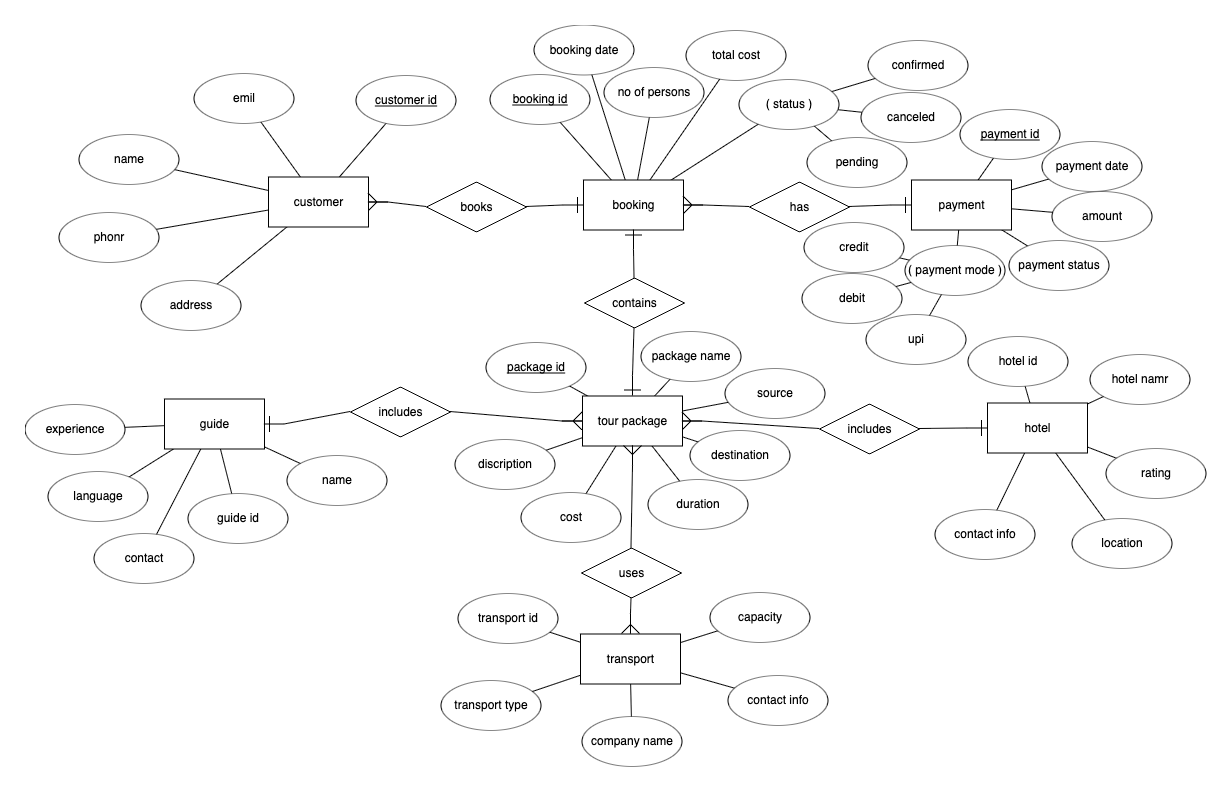 booking date
total cost
confirmed
emil
customer id
booking id
no of persons
( status )
canceled
payment id
name
pending
payment date
customer
books
booking
has
payment
amount
phonr
credit
payment status
( payment mode )
address
debit
contains
upi
package id
package name
hotel id
hotel namr
source
experience
guide
includes
tour package
includes
hotel
discription
destination
language
name
rating
cost
duration
guide id
contact
contact info
location
uses
transport id
capacity
transport
transport type
contact info
company name